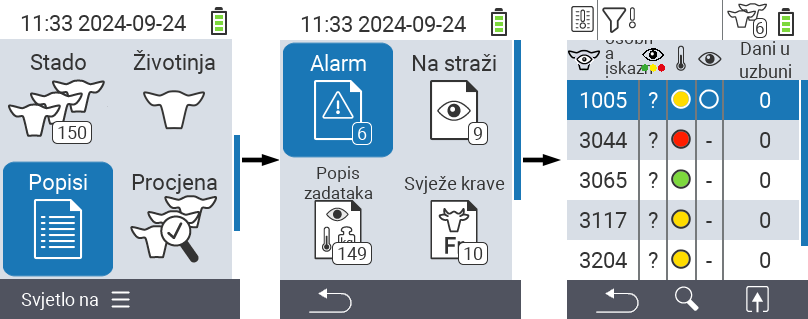 11:33 2024-09-24
Stado
Životinja
150
Popisi
Procjena
Svjetlo na
11:33 2024-09-24
Alarm
Na straži
6
9
Popis
zadataka
Svježe krave
Fr
149
10
6
a
Dani u
uzbuni
1005 ? 0
3044 ? - 0
3065 ? - 0
3117 ? - 0
3204 ? - 0